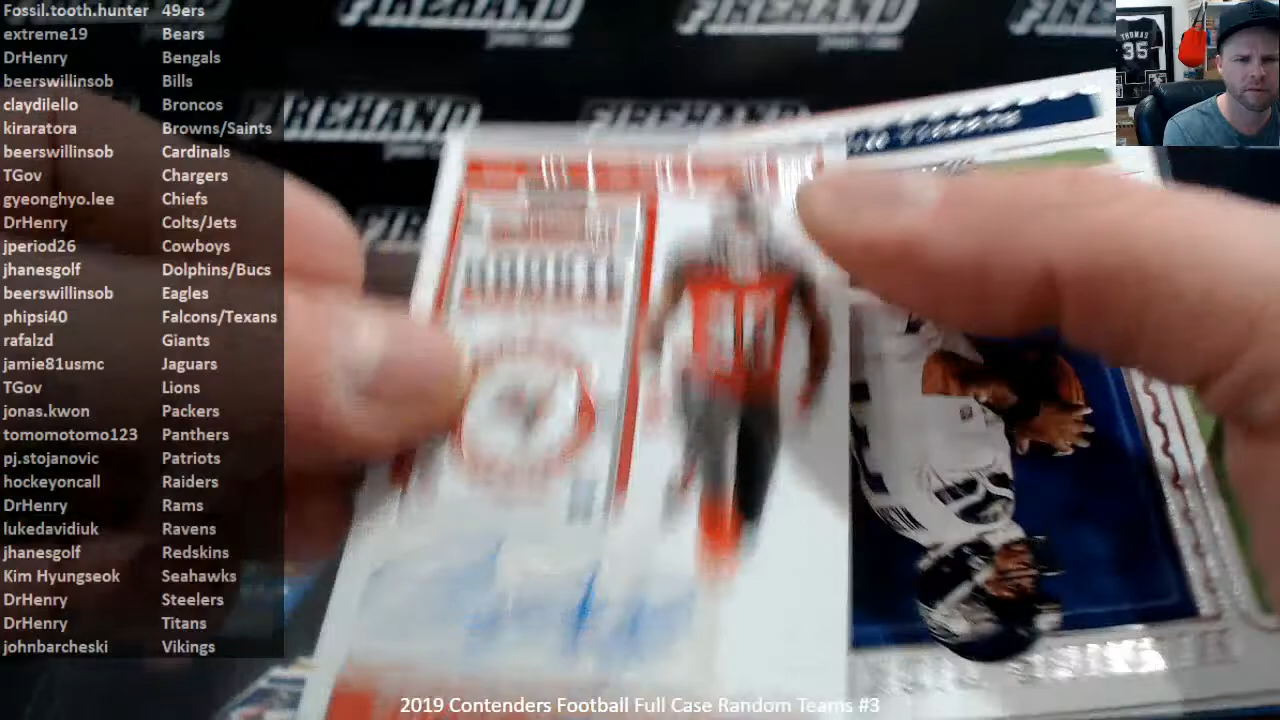 Fossil.tooth.hunter 49ers
extreme19 Bears
DrHenry Bengals
beerswillinsob Bills
claydilello Broncos
kiraratora Browns/Saints
beerswillinsob Cardinals
TGov Chargers
gyeonghyo.lee Chiefs
DrHenry Colts/Jets
jperiod26 Cowboys
jhanesgolf Dolphins/Bucs
beerswillinsob Eagles
phipsi40 Falcons/Texans
rafalzd Giants
jamie81usmc Jaguars
TGov Lions
jonas.kwon Packers
tomomotomo123 Panthers
pj.stojanovic Patriots
hockeyoncall Raiders
DrHenry Rams
lukedavidiuk Ravens
jhanesgolf Redskins
Kim Hyungseok Seahawks
DrHenry Steelers
DrHenry Titans
johnbarcheski Vikings
FIREHAND
FIREHAND
THOMAS
35
2019 Contenders Football Full Case Random Teams #3